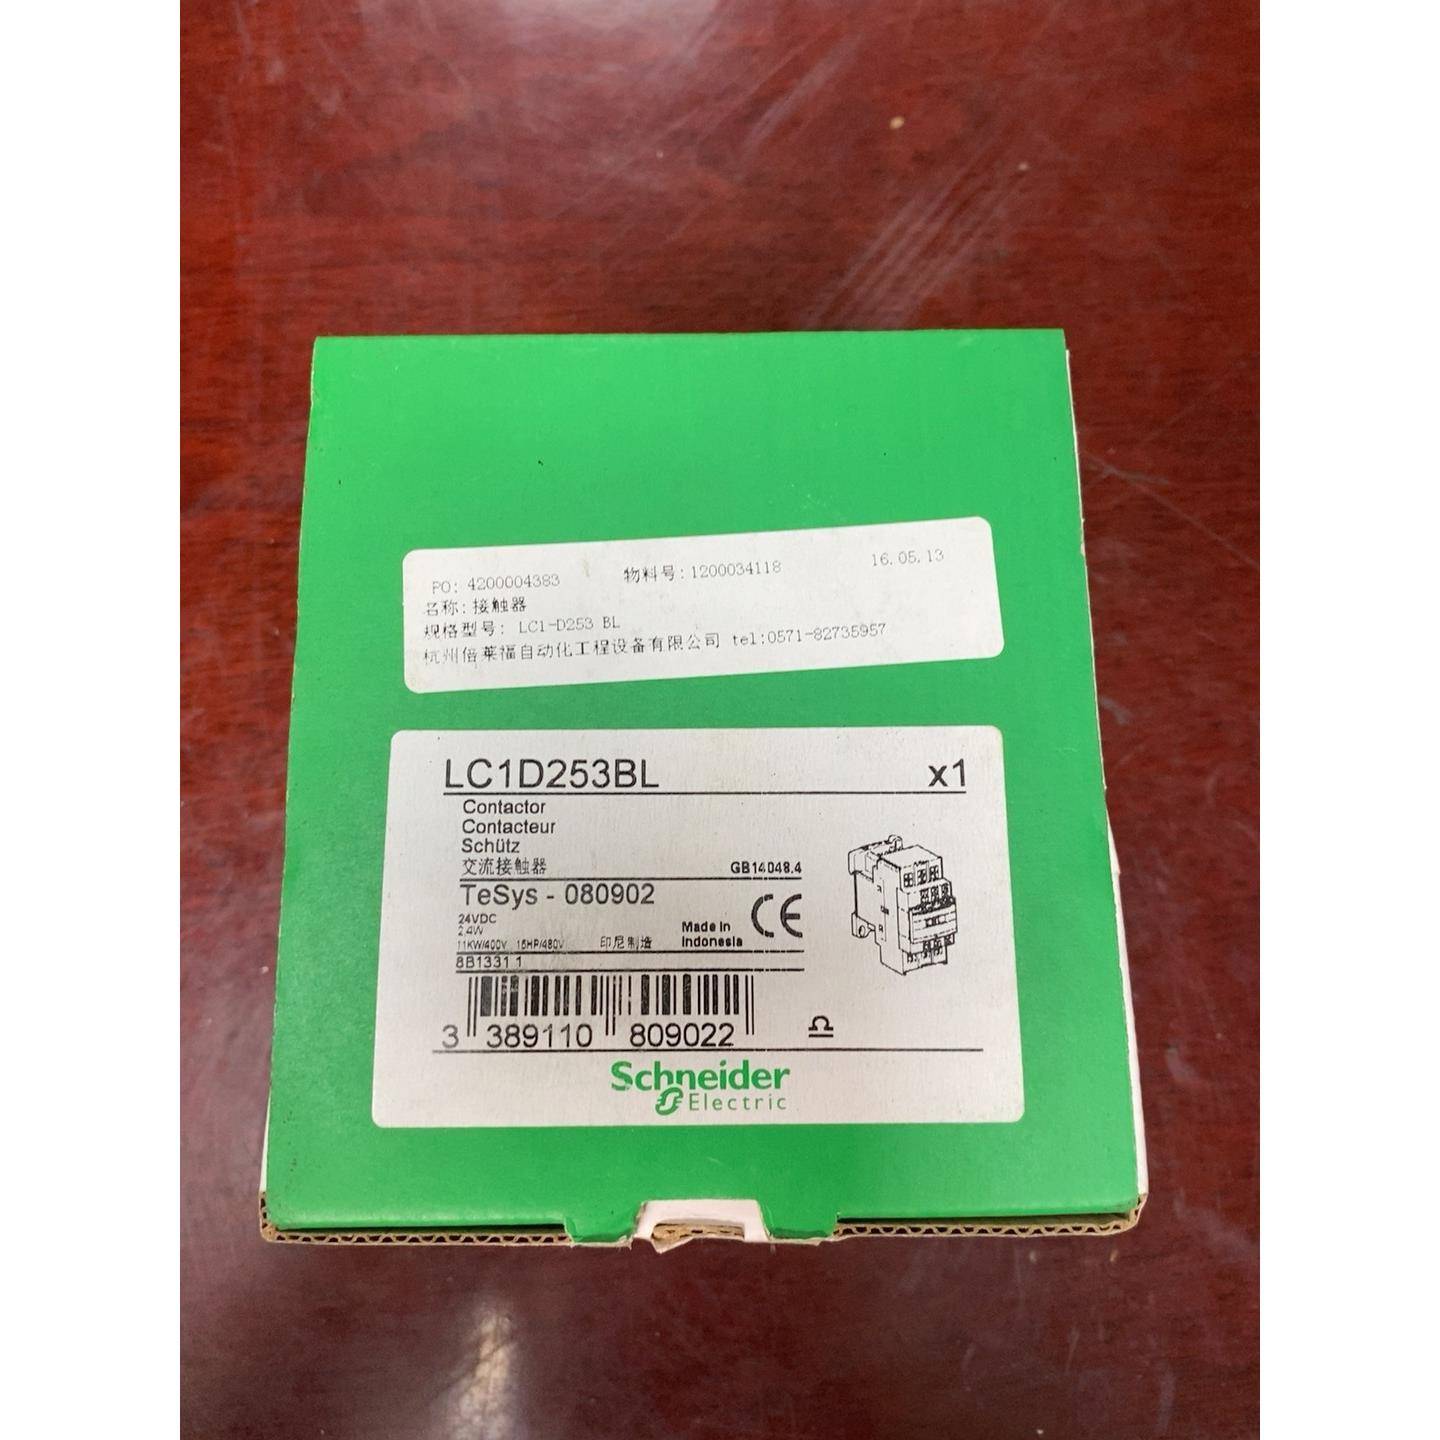 PO: 4200004383 物料号:1200034118 16.05.13
名称:接触器
规格型号: LC1-D253 BL
杭州倍莱福自动化工程设备有限公司 tel:0571-82735957
LC1D253BL x1
Contactor
Contacteur
Schütz
交流接触器 GB14048.4
TeSys - 080902
24VDC
2,4W
11KW/400V 15HP/480V 印尼制造 Made in Indonesia CE
8B1331 1
3 389110 809022
Schneider
Electric